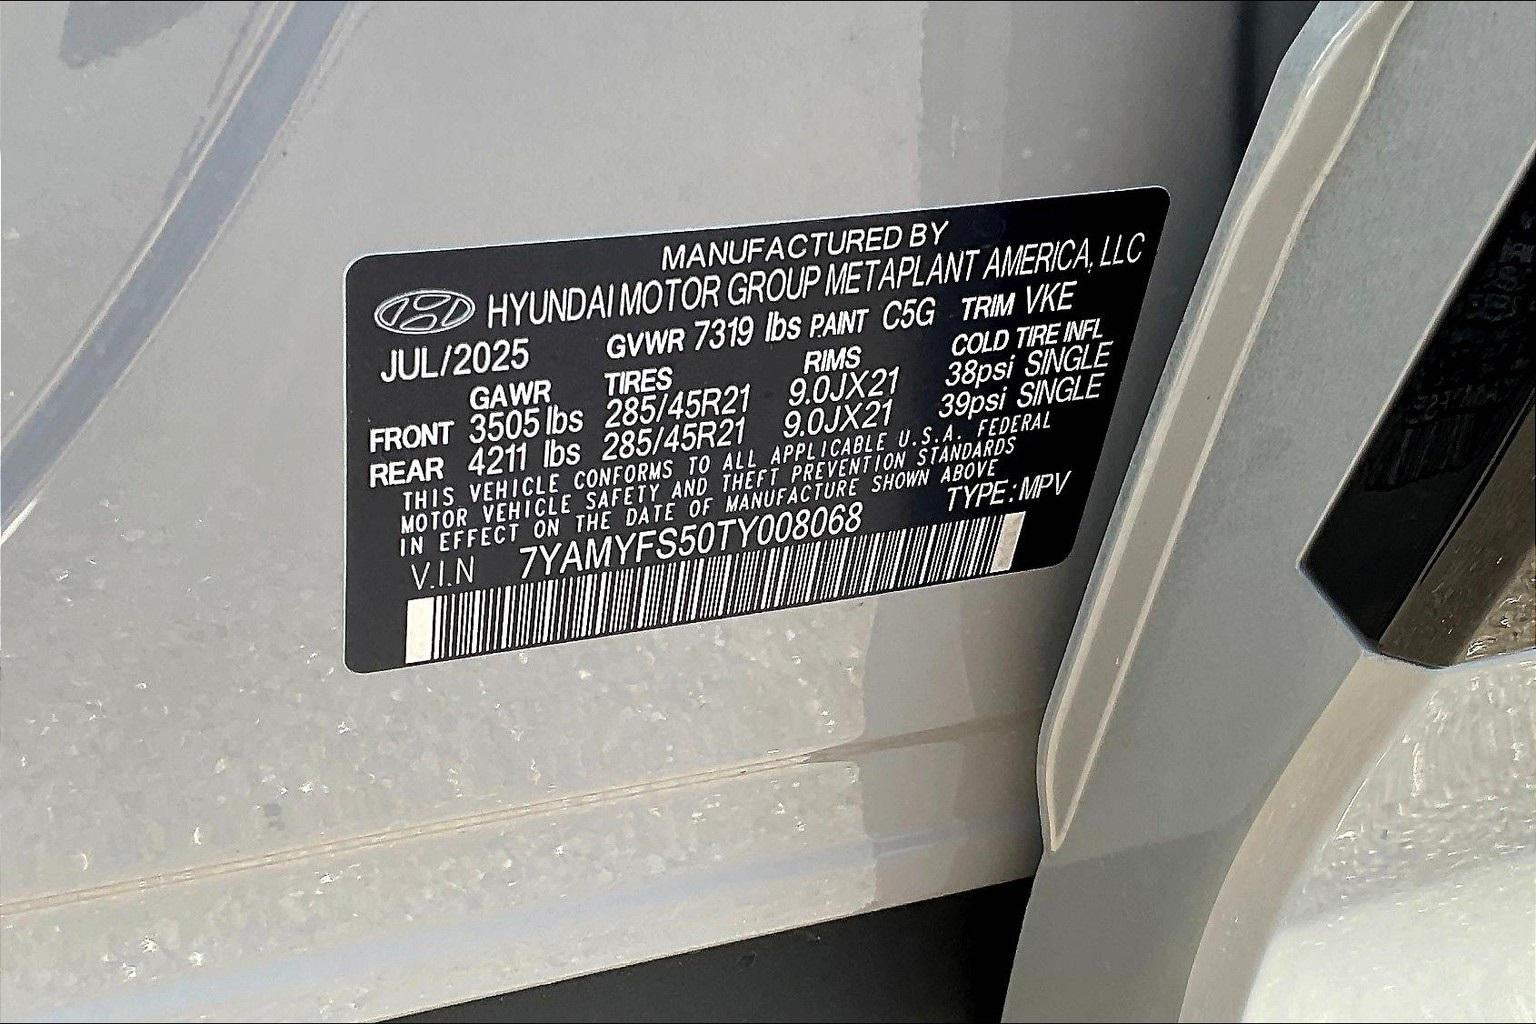 MANUFACTURED BY
HYUNDAI MOTOR GROUP METAPLANT AMERICA, LLC
JUL/2025 GVWR 7319 lbs PAINT C5G TRIM VKE
GAWR TIRES RIMS COLD TIRE INFL
FRONT 3505 lbs 285/45R21 9.0JX21 38psi SINGLE
REAR 4211 lbs 285/45R21 9.0JX21 39psi SINGLE
THIS VEHICLE CONFORMS TO ALL APPLICABLE U.S.A. FEDERAL
MOTOR VEHICLE SAFETY AND THEFT PREVENTION STANDARDS
IN EFFECT ON THE DATE OF MANUFACTURE SHOWN ABOVE
V.I.N 7YAMYFS50TY008068 TYPE:MPV